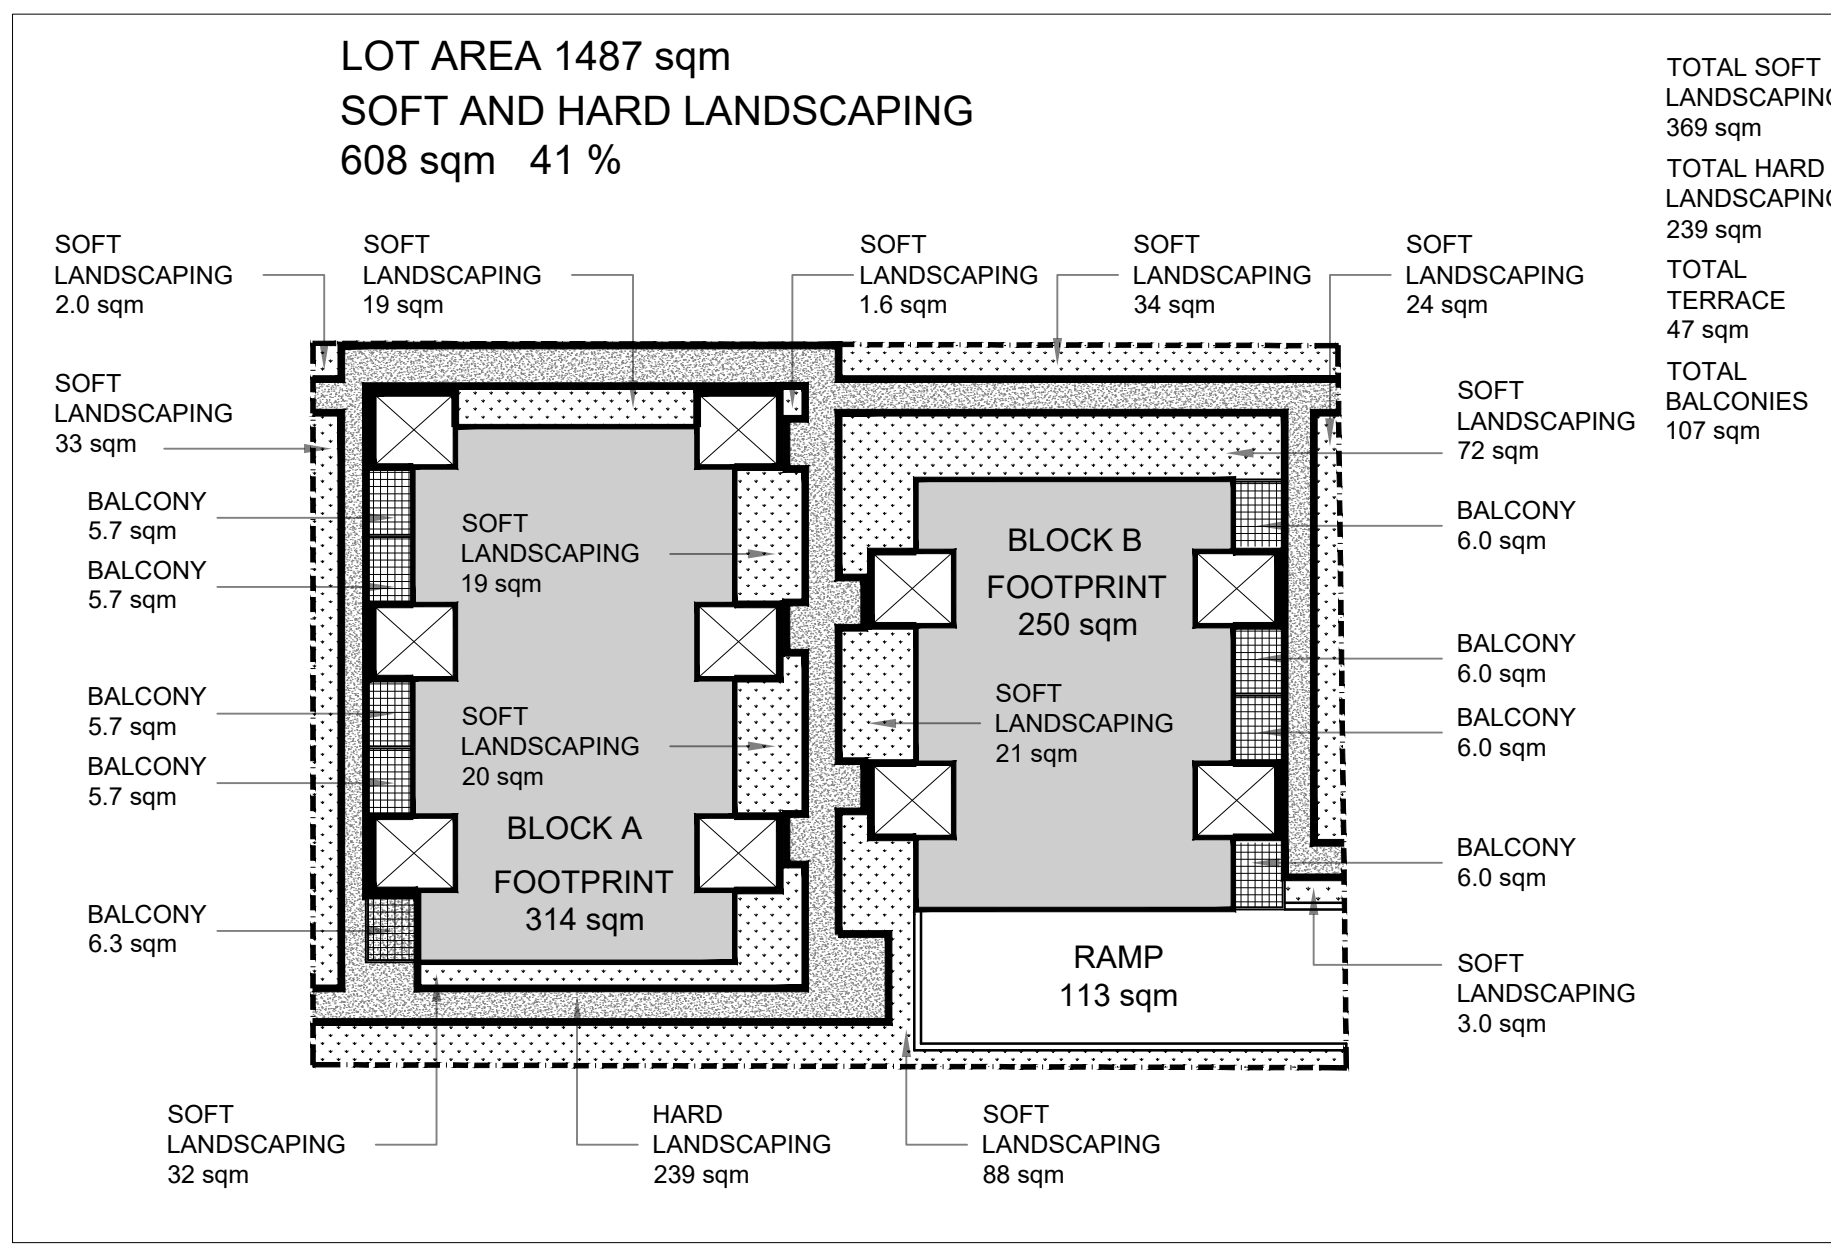 LOT AREA 1487 sqm
SOFT AND HARD LANDSCAPING
608 sqm 41 %
TOTAL SOFT
LANDSCAPING
369 sqm
TOTAL HARD
LANDSCAPING
239 sqm
TOTAL
TERRACE
47 sqm
TOTAL
BALCONIES
107 sqm
SOFT
LANDSCAPING
2.0 sqm
SOFT
LANDSCAPING
19 sqm
SOFT
LANDSCAPING
1.6 sqm
SOFT
LANDSCAPING
34 sqm
SOFT
LANDSCAPING
24 sqm
SOFT
LANDSCAPING
33 sqm
BALCONY
5.7 sqm
BALCONY
5.7 sqm
BALCONY
5.7 sqm
BALCONY
5.7 sqm
BALCONY
6.3 sqm
SOFT
LANDSCAPING
19 sqm
SOFT
LANDSCAPING
20 sqm
BLOCK A
FOOTPRINT
314 sqm
BLOCK B
FOOTPRINT
250 sqm
SOFT
LANDSCAPING
21 sqm
RAMP
113 sqm
SOFT
LANDSCAPING
72 sqm
BALCONY
6.0 sqm
BALCONY
6.0 sqm
BALCONY
6.0 sqm
BALCONY
6.0 sqm
SOFT
LANDSCAPING
3.0 sqm
SOFT
LANDSCAPING
32 sqm
HARD
LANDSCAPING
239 sqm
SOFT
LANDSCAPING
88 sqm